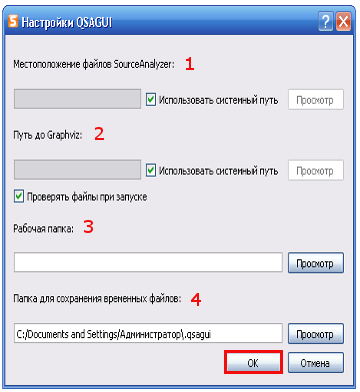 S Настройки QSAGUI ? X
Местоположение файлов SourceAnalyzer: 1
Использовать системный путь Просмотр
Путь до Graphviz: 2
Использовать системный путь Просмотр
Проверять файлы при запуске
Рабочая папка: 3
Просмотр
Папка для сохранения временных файлов: 4
C:/Documents and Settings/Администратор\.qsagui Просмотр
OK Отмена